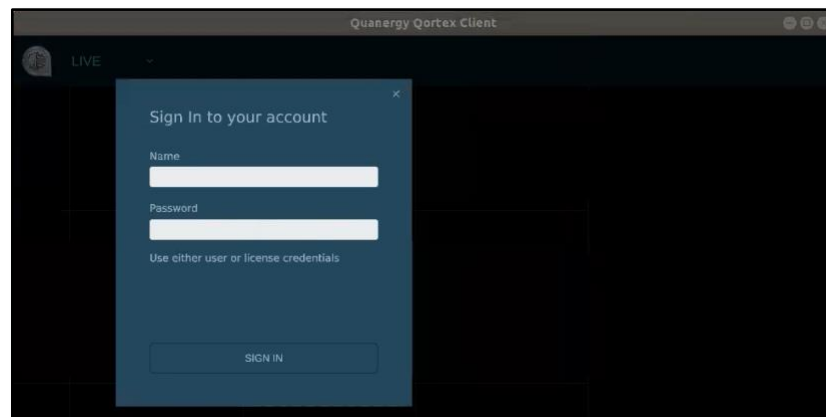 Quanergy Qortex Client
LIVE
Sign In to your account
Name
Password
Use either user or license credentials
SIGN IN